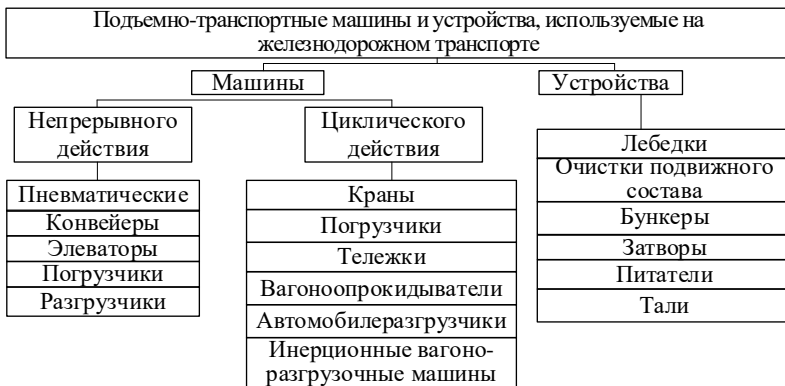 Подъемно-транспортные машины и устройства, используемые на
железнодорожном транспорте
Машины
Устройства
Непрерывного
действия
Циклического
действия
Пневматические
Конвейеры
Элеваторы
Погрузчики
Разгрузчики
Краны
Погрузчики
Тележки
Вагоноопрокидыватели
Автомобилеразгрузчики
Инерционные вагоно-
разгрузочные машины
Лебедки
Очистки подвижного
состава
Бункеры
Затворы
Питатели
Тали